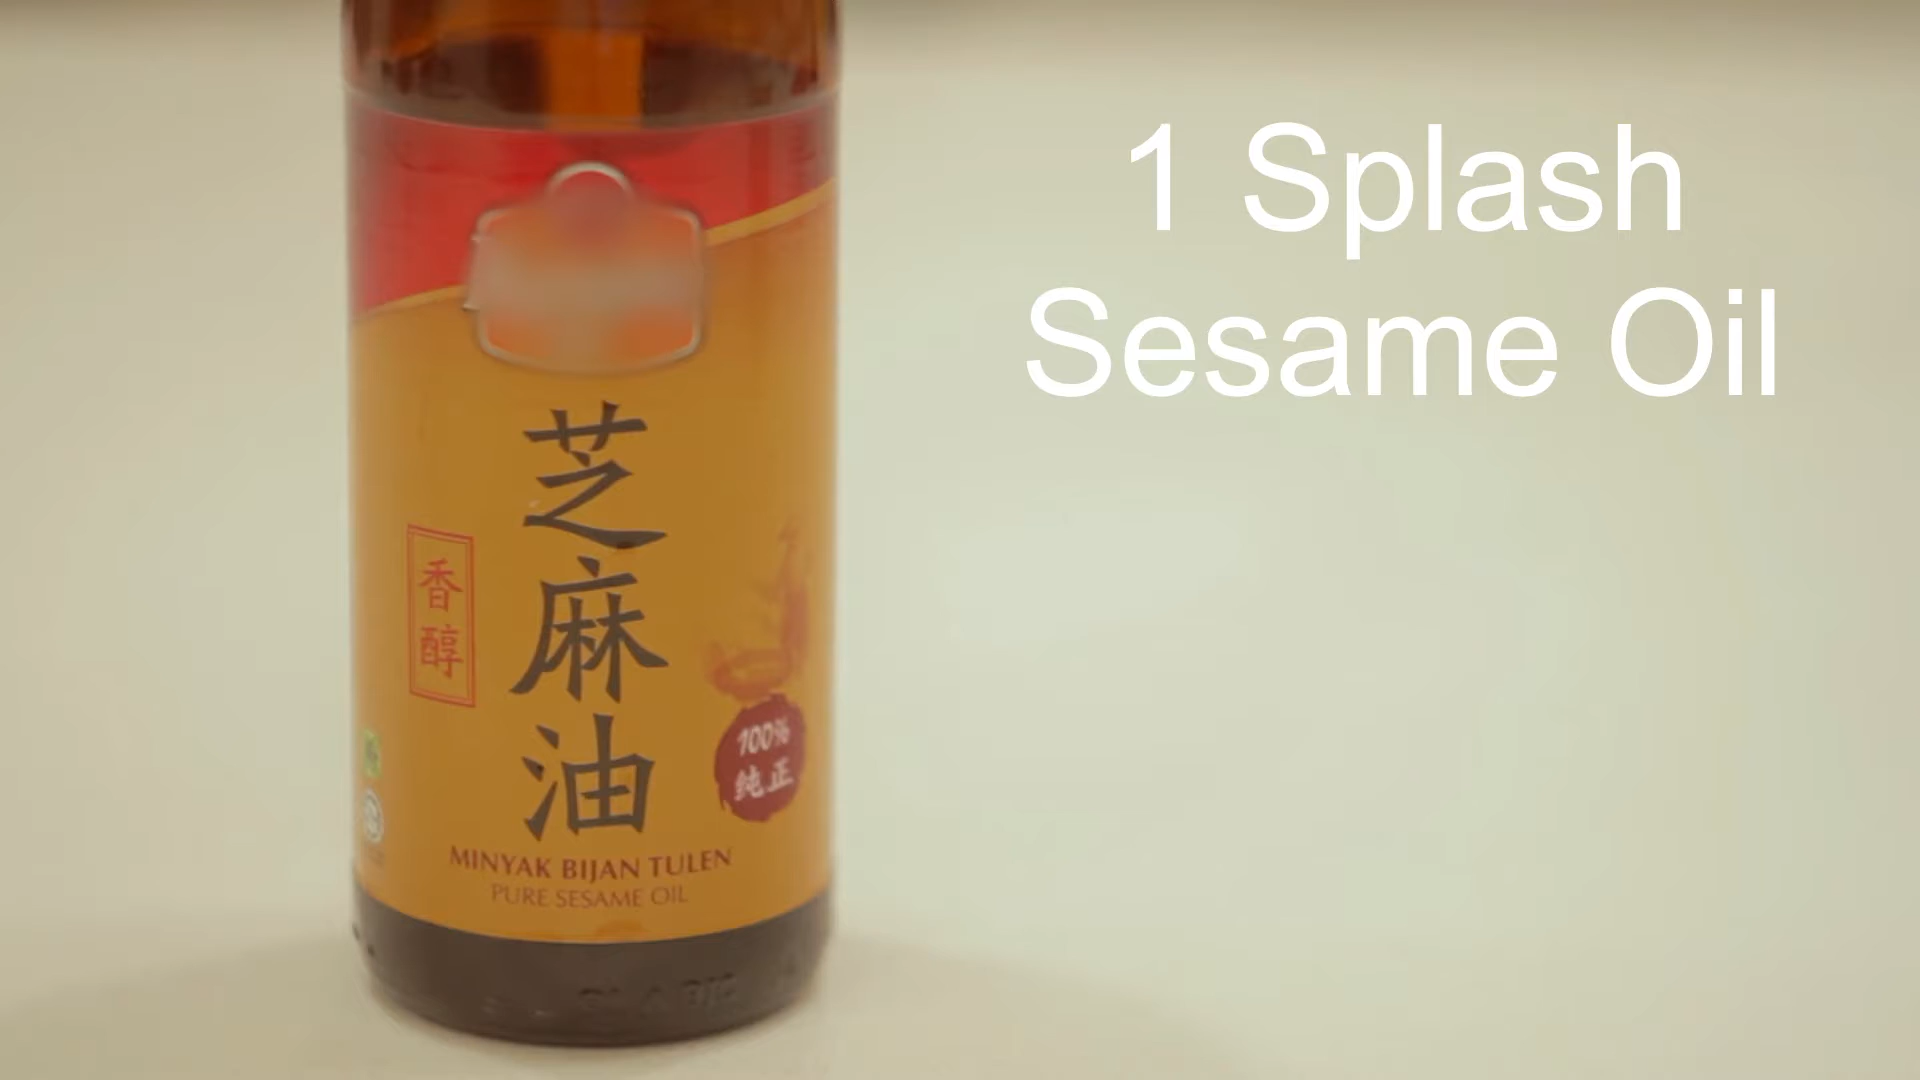 1 Splash
Sesame Oil
芝麻油
香醇
100%
纯正
MINYAK BIJAN TULEN
PURE SESAME OIL